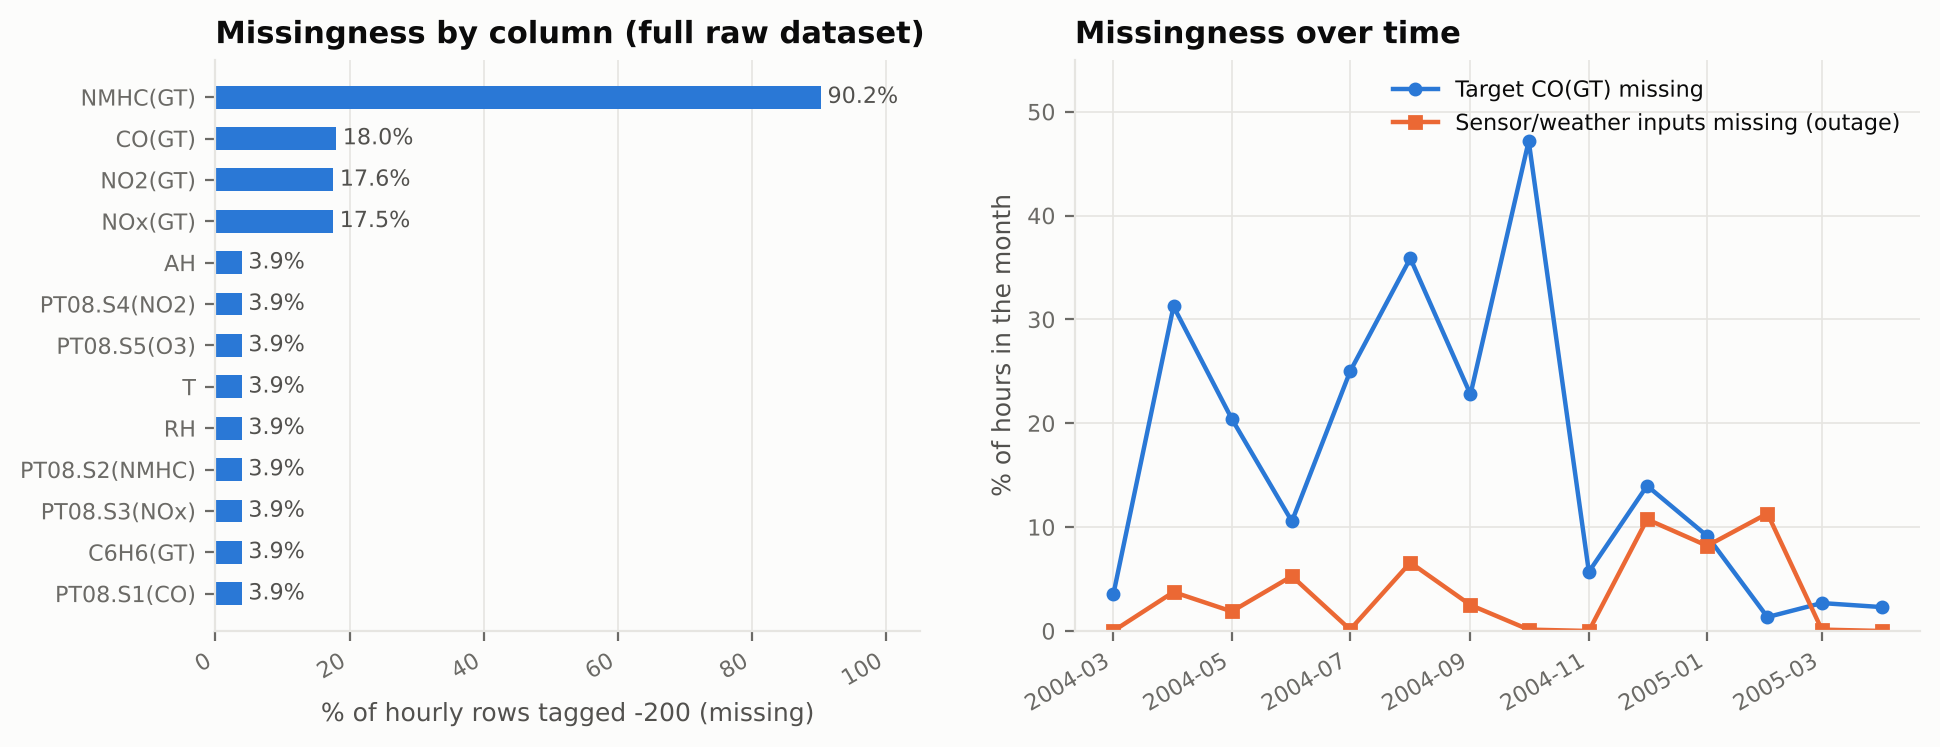 Missingness by column (full raw dataset)
NMHC(GT)
90.2%
CO(GT)
18.0%
NO2(GT)
17.6%
NOx(GT)
17.5%
AH
3.9%
PT08.S4(NO2)
3.9%
PT08.S5(O3)
3.9%
T
3.9%
RH
3.9%
PT08.S2(NMHC)
3.9%
PT08.S3(NOx)
3.9%
C6H6(GT)
3.9%
PT08.S1(CO)
3.9%
0 20 40 60 80 100
% of hourly rows tagged -200 (missing)
Missingness over time
Target CO(GT) missing
Sensor/weather inputs missing (outage)
% of hours in the month
50
40
30
20
10
0
2004-03 2004-05 2004-07 2004-09 2004-11 2005-01 2005-03